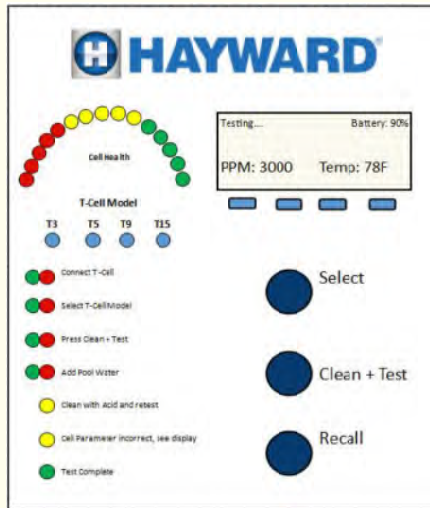 H HAYWARD®
Testing... Battery: 90%
PPM: 3000 Temp: 78F
Cell Health
T-Cell Model
T3 T5 T9 T15
Connect T-Cell
Select T-Cell Model
Press Clean + Test
Add Pool Water
Clean with Acid and retest
Cell Parameter incorrect, see display
Test Complete
Select
Clean + Test
Recall